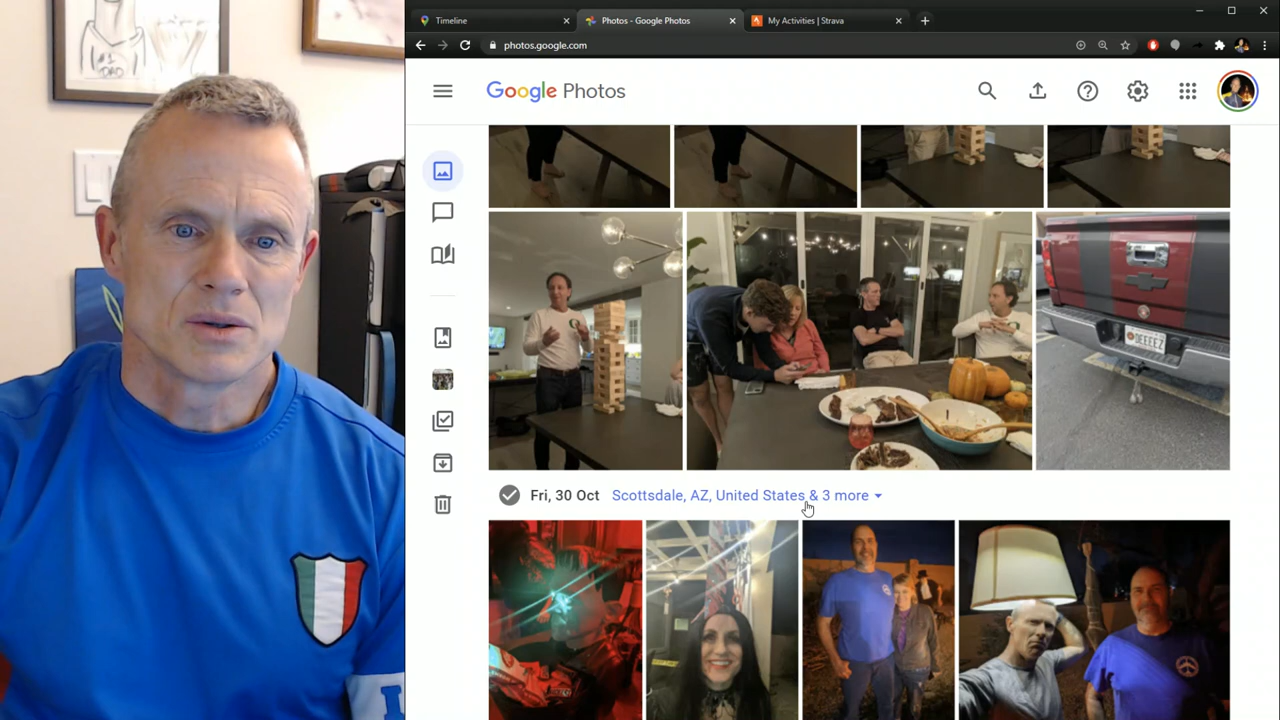 Timeline
Photos - Google Photos
My Activities | Strava
photos.google.com
Google Photos
DEEEEZ
Fri, 30 Oct Scottsdale, AZ, United States & 3 more